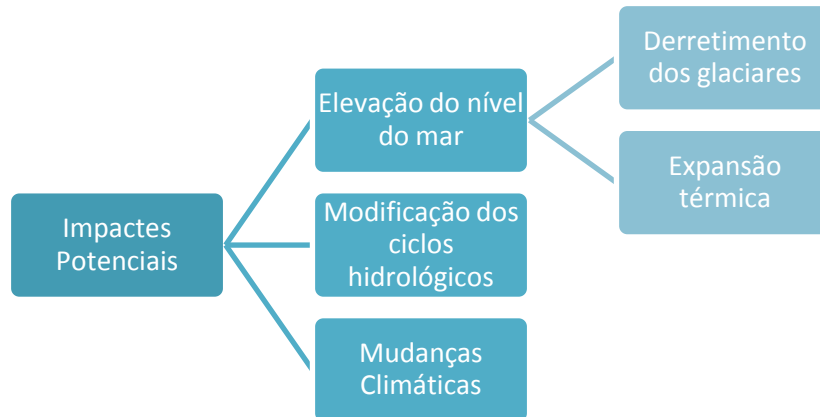 Impactes
Potenciais
Elevação do nível
do mar
Derretimento
dos glaciares
Expansão
térmica
Modificação dos
ciclos
hidrológicos
Mudanças
Climáticas